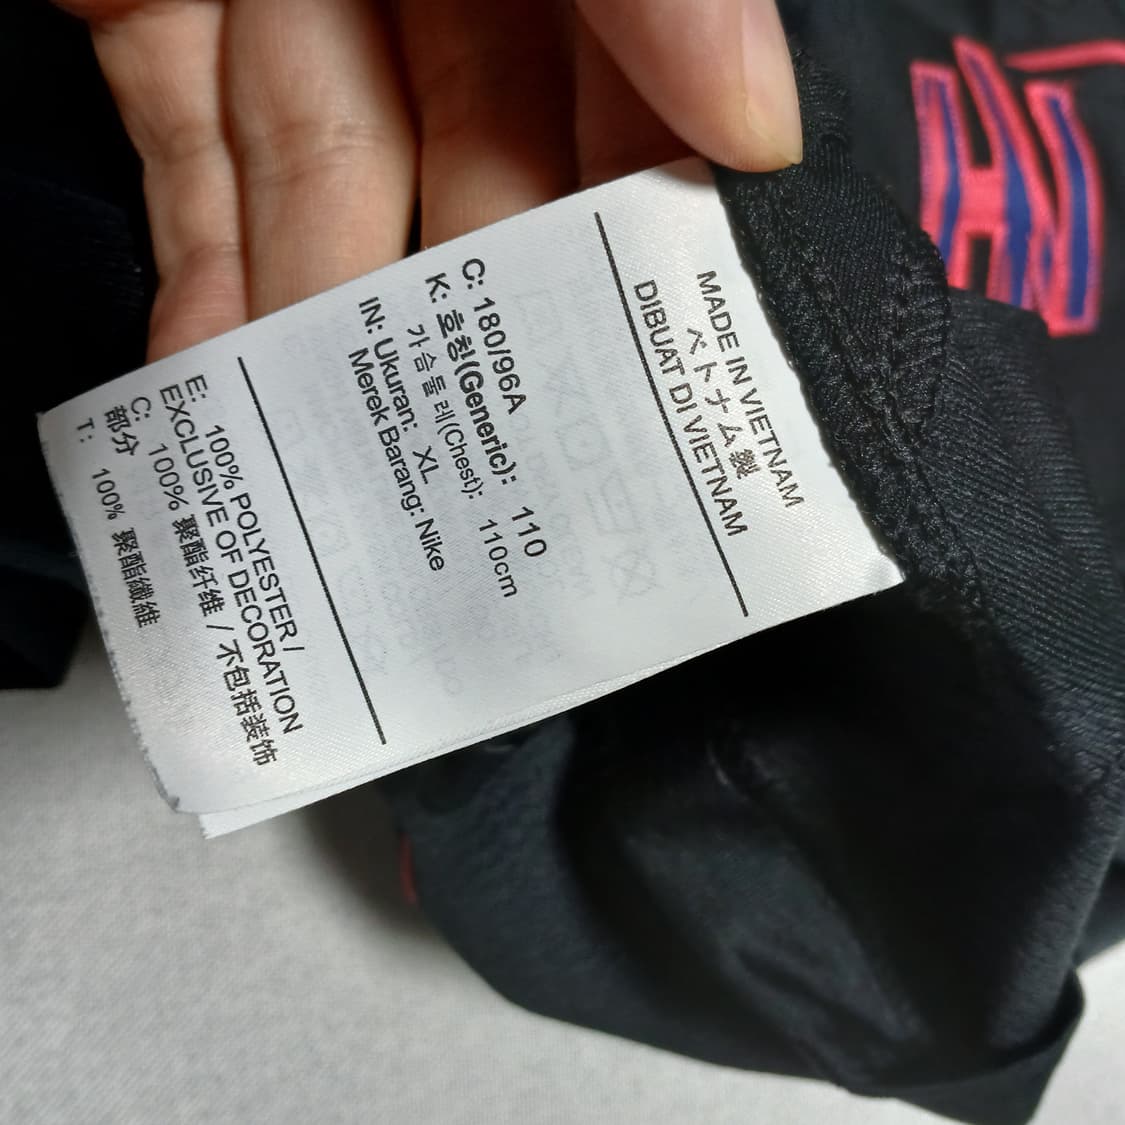 MADE IN VIETNAM
ベトナム製
DIBUAT DI VIETNAM
C: 180/96A
K: 호칭(Generic): 110
가슴둘레(Chest): 110cm
IN: Ukuran: XL
Merek Barang: Nike
E: 100% POLYESTER /
EXCLUSIVE OF DECORATION
C: 100% 聚酯纤维 / 不包括装饰
部分
T: 100% 聚酯纖維